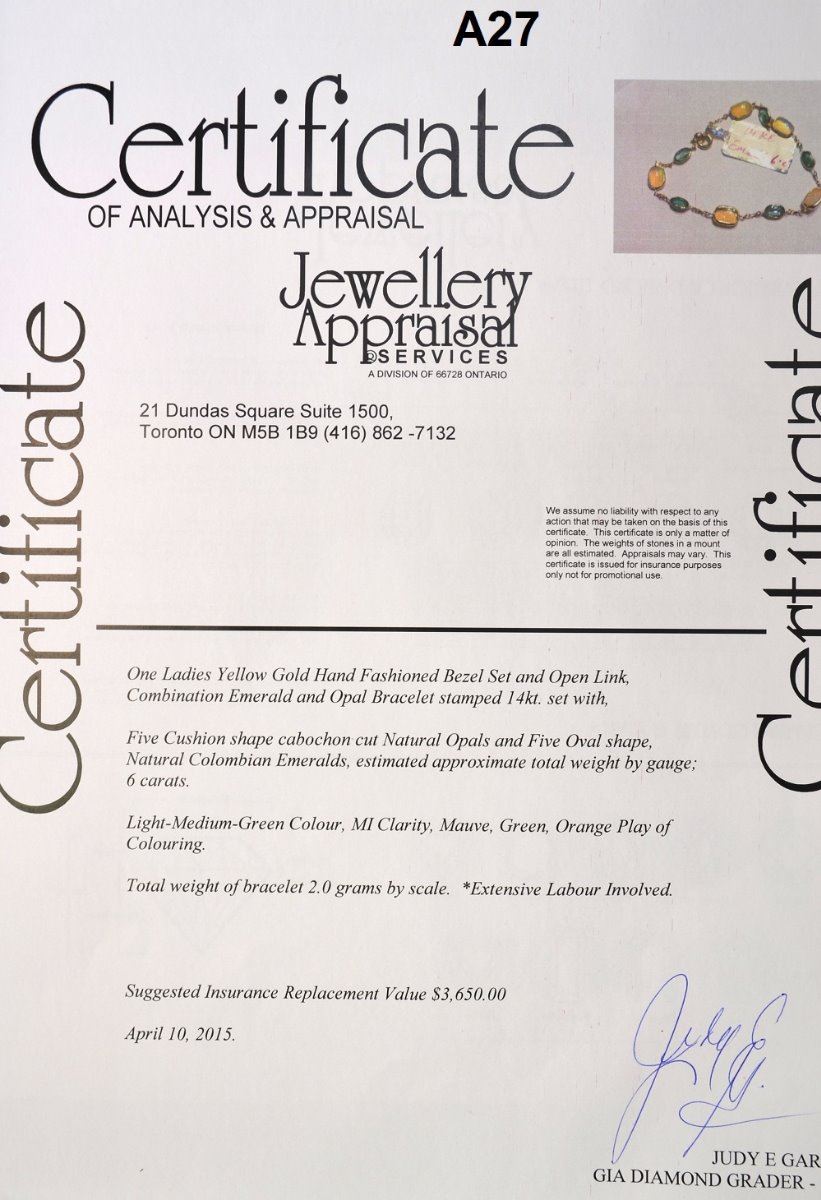 A27
Certificate
OF ANALYSIS & APPRAISAL
Jewellery
Appraisal
SERVICES
A DIVISION OF 66728 ONTARIO
21 Dundas Square Suite 1500,
Toronto ON M5B 1B9 (416) 862 -7132
Certificate
Certific
We assume no liability with respect to any
action that may be taken on the basis of this
certificate. This certificate is only a matter of
opinion. The weights of stones in a mount
are all estimated. Appraisals may vary. This
certificate is issued for insurance purposes
only not for promotional use.
One Ladies Yellow Gold Hand Fashioned Bezel Set and Open Link,
Combination Emerald and Opal Bracelet stamped 14kt. set with,
Five Cushion shape cabochon cut Natural Opals and Five Oval shape,
Natural Colombian Emeralds, estimated approximate total weight by gauge;
6 carats.
Light-Medium-Green Colour, MI Clarity, Mauve, Green, Orange Play of
Colouring.
Total weight of bracelet 2.0 grams by scale. *Extensive Labour Involved.
Suggested Insurance Replacement Value $3,650.00
April 10, 2015.
JUDY E GAR
GIA DIAMOND GRADER -